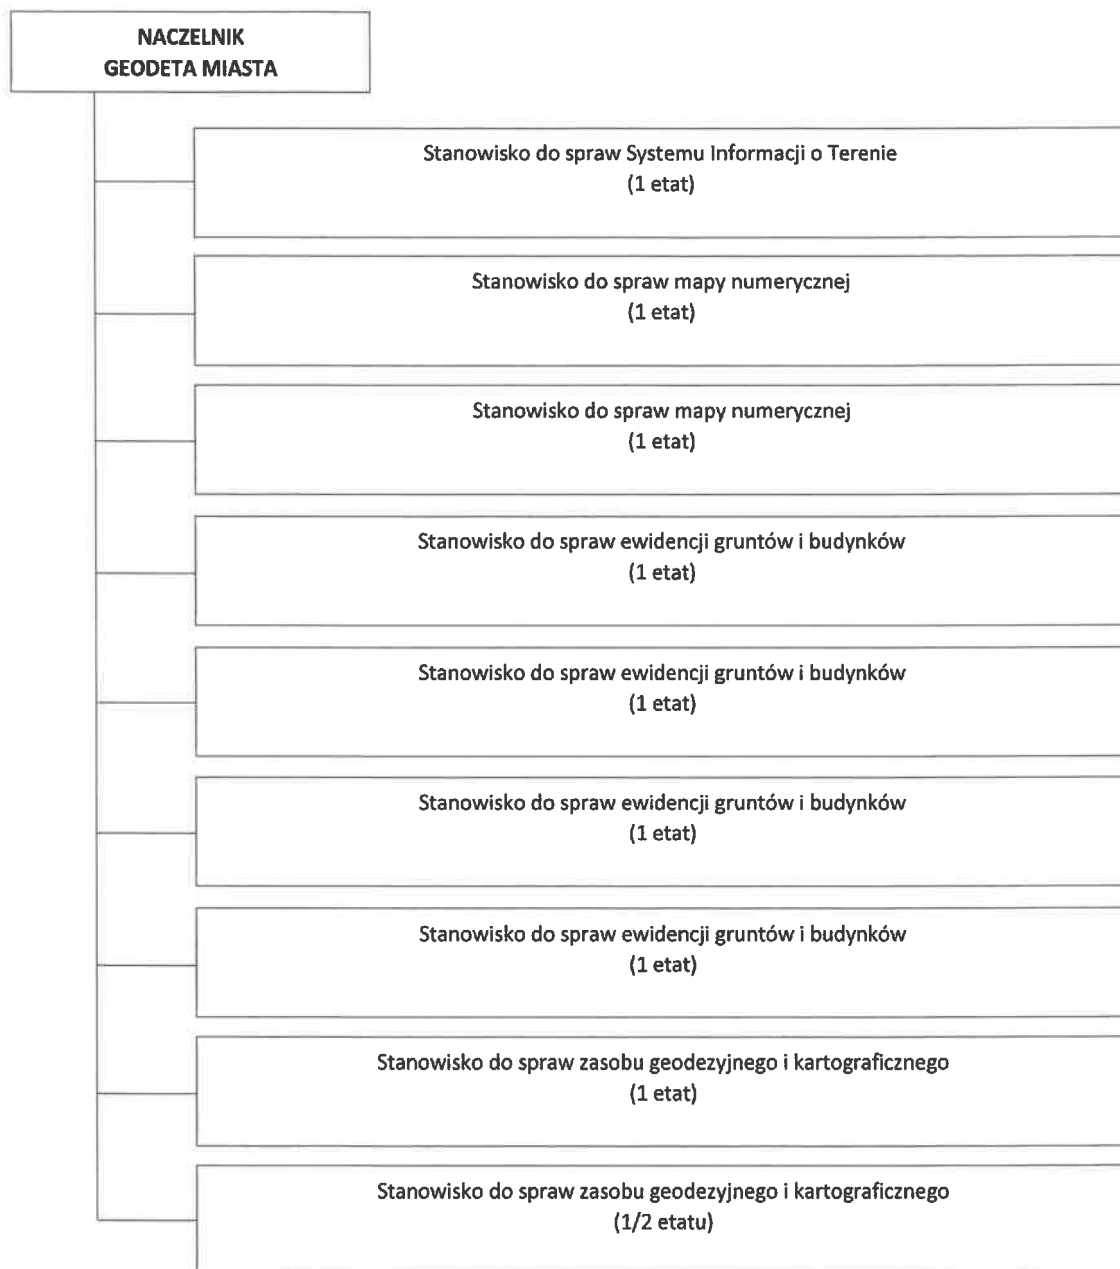 NACZELNIK
GEODETA MIASTA
Stanowisko do spraw Systemu Informacji o Terenie
(1 etat)
Stanowisko do spraw mapy numerycznej
(1 etat)
Stanowisko do spraw mapy numerycznej
(1 etat)
Stanowisko do spraw ewidencji gruntów i budynków
(1 etat)
Stanowisko do spraw ewidencji gruntów i budynków
(1 etat)
Stanowisko do spraw ewidencji gruntów i budynków
(1 etat)
Stanowisko do spraw ewidencji gruntów i budynków
(1 etat)
Stanowisko do spraw zasobu geodezyjnego i kartograficznego
(1 etat)
Stanowisko do spraw zasobu geodezyjnego i kartograficznego
(1/2 etatu)